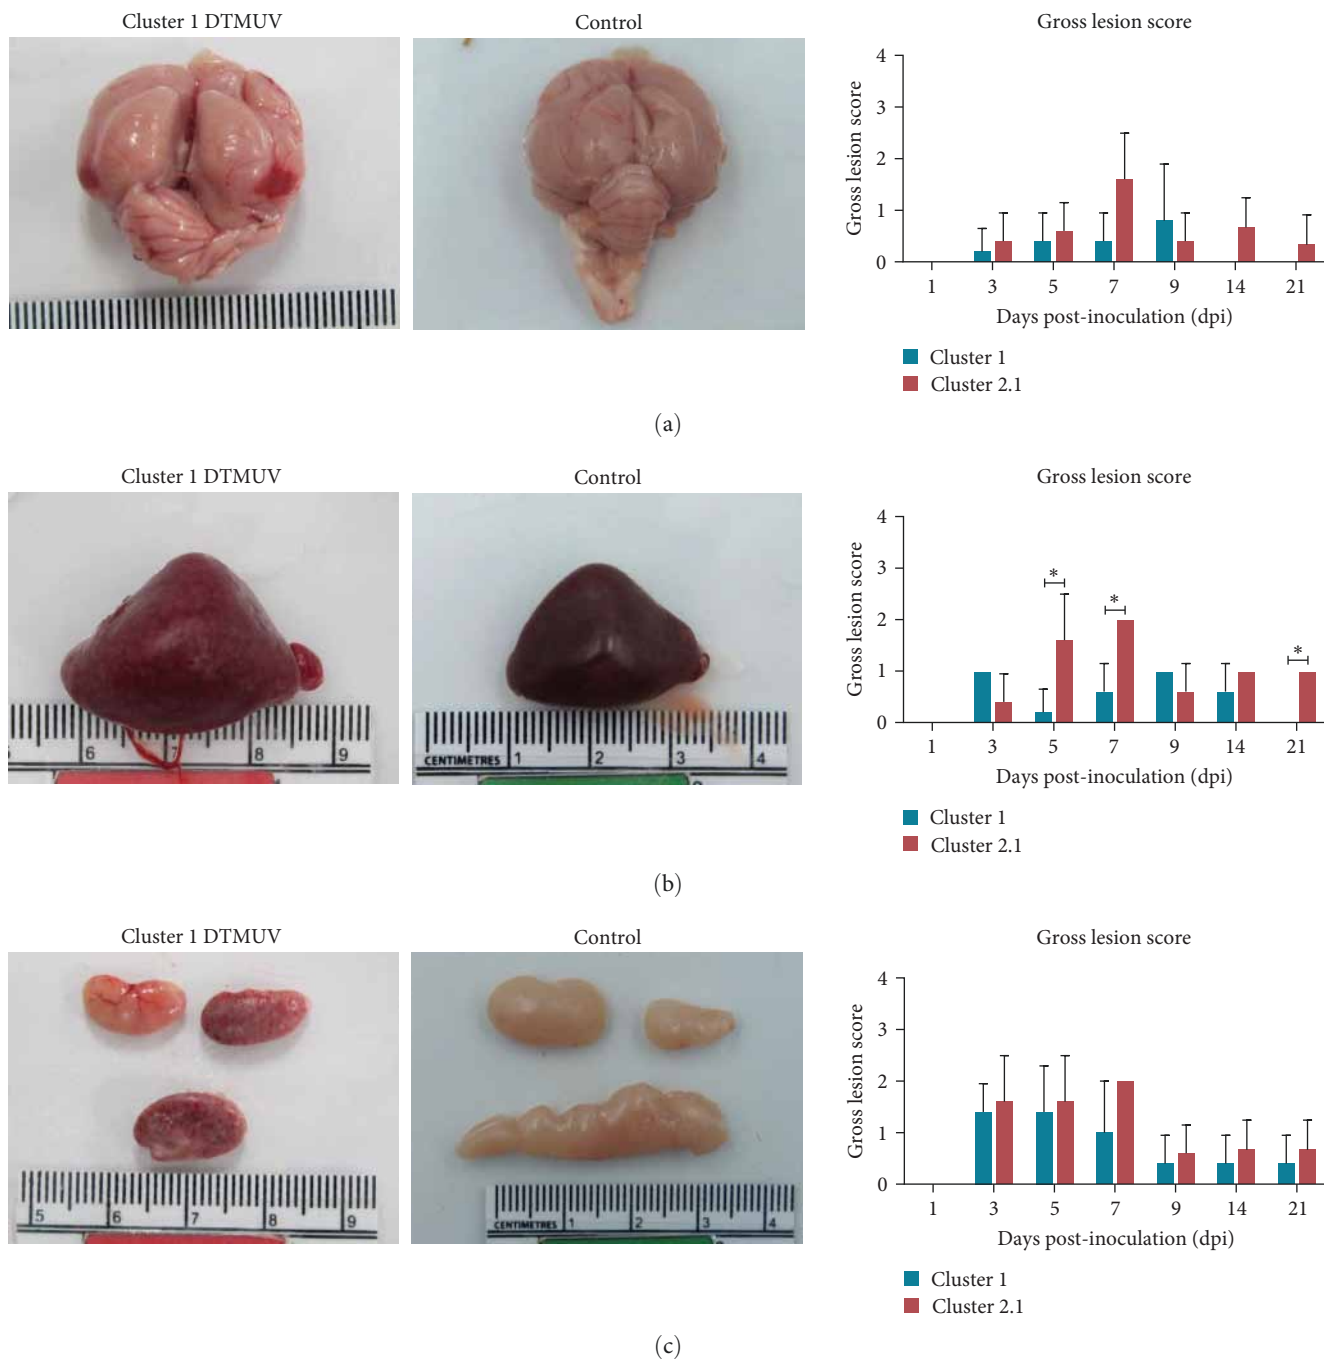 Cluster 1 DTMUV
Control
Gross lesion score
Gross lesion score
4
3
2
1
0
1 3 5 7 9 14 21
Days post-inoculation (dpi)
Cluster 1
Cluster 2.1
(a)
Cluster 1 DTMUV
Control
6 7 8 9
CENTIMETRES 1 2 3 4
Gross lesion score
Gross lesion score
4
3
2
1
0
* * *
1 3 5 7 9 14 21
Days post-inoculation (dpi)
Cluster 1
Cluster 2.1
(b)
Cluster 1 DTMUV
Control
5 6 7 8 9
CENTIMETRES 1 2 3 4
Gross lesion score
Gross lesion score
4
3
2
1
0
1 3 5 7 9 14 21
Days post-inoculation (dpi)
Cluster 1
Cluster 2.1
(c)